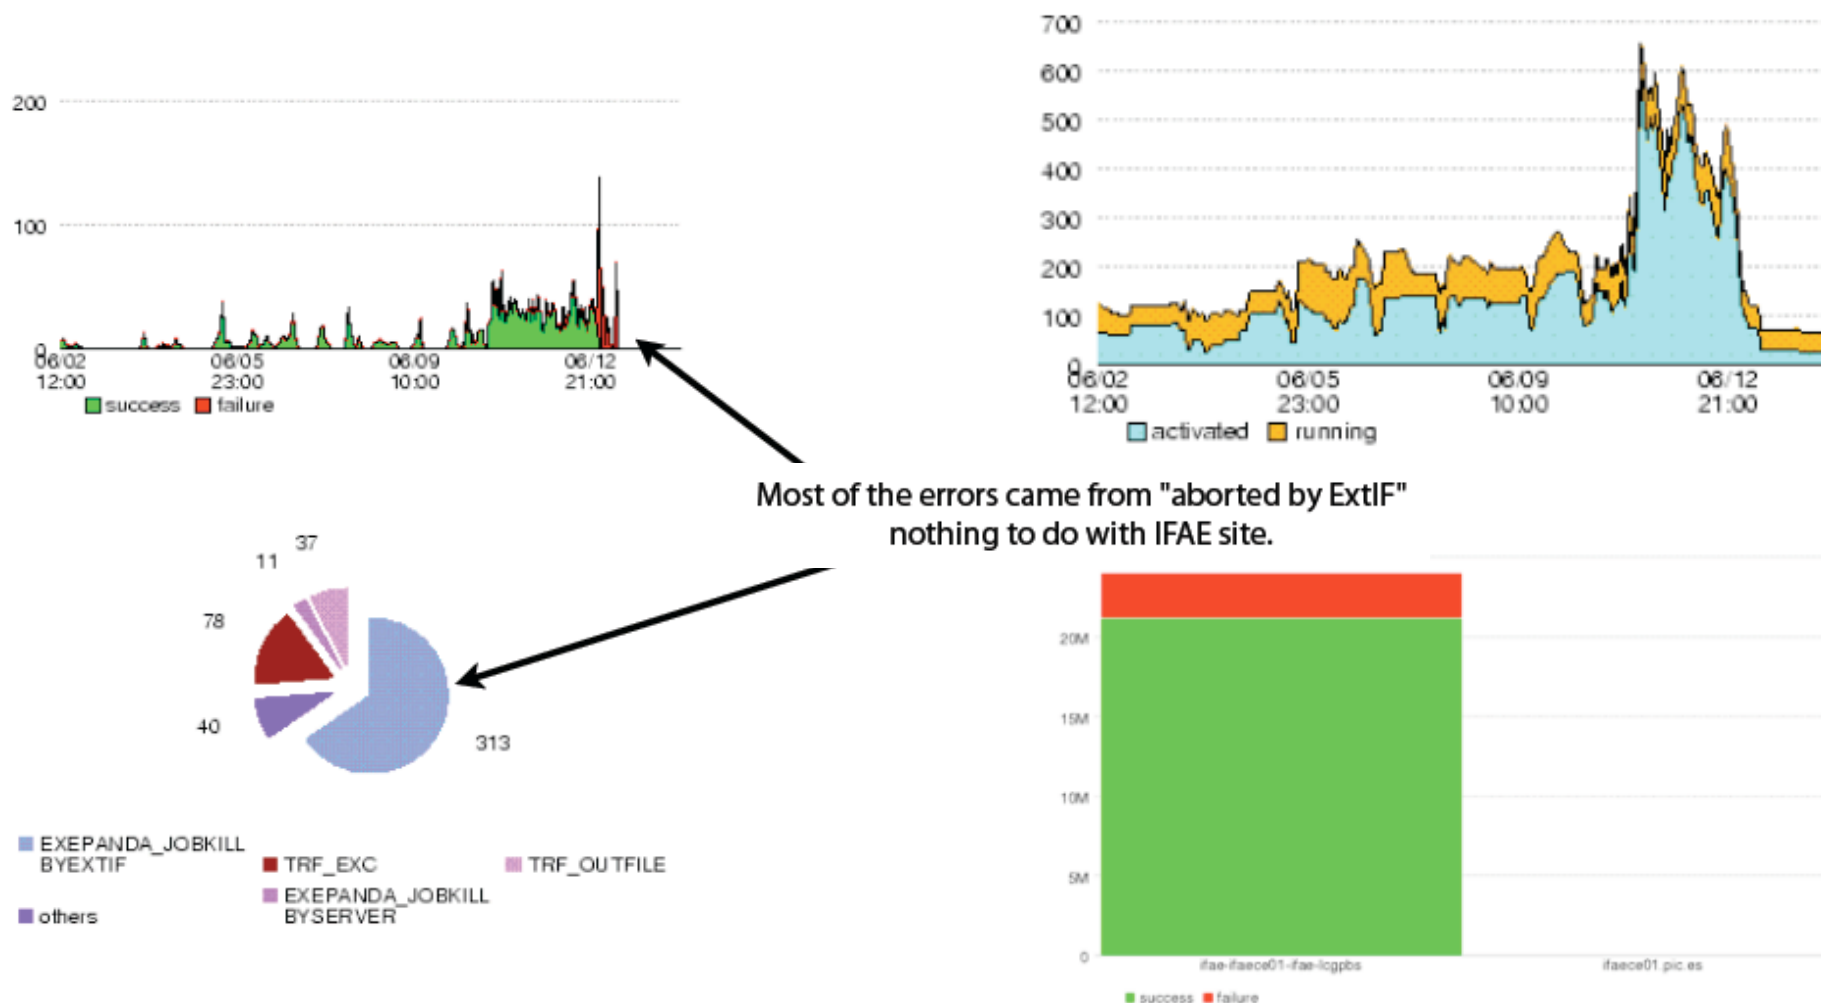 200
100
0
06/02
12:00
06/05
23:00
06/09
10:00
06/12
21:00
success failure
700
600
500
400
300
200
100
0
06/02
12:00
06/05
23:00
06/09
10:00
06/12
21:00
activated running
Most of the errors came from "aborted by ExtIF"
nothing to do with IFAE site.
37
11
78
40
313
EXEPANDA_JOBKILL
BYEXTIF
TRF_EXC
TRF_OUTFILE
EXEPANDA_JOBKILL
BYSERVER
others
20M
15M
10M
5M
0
ifae-ifaece01-ifae-lcgpbs
ifaece01.pic.es
success failure